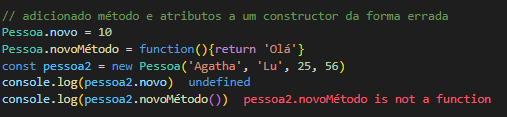 // adicionado método e atributos a um constructor da forma errada
Pessoa.novo = 10
Pessoa.novoMétodo = function(){return 'Olá'}
const pessoa2 = new Pessoa('Agatha', 'Lu', 25, 56)
console.log(pessoa2.novo)  undefined
console.log(pessoa2.novoMétodo())  pessoa2.novoMétodo is not a function